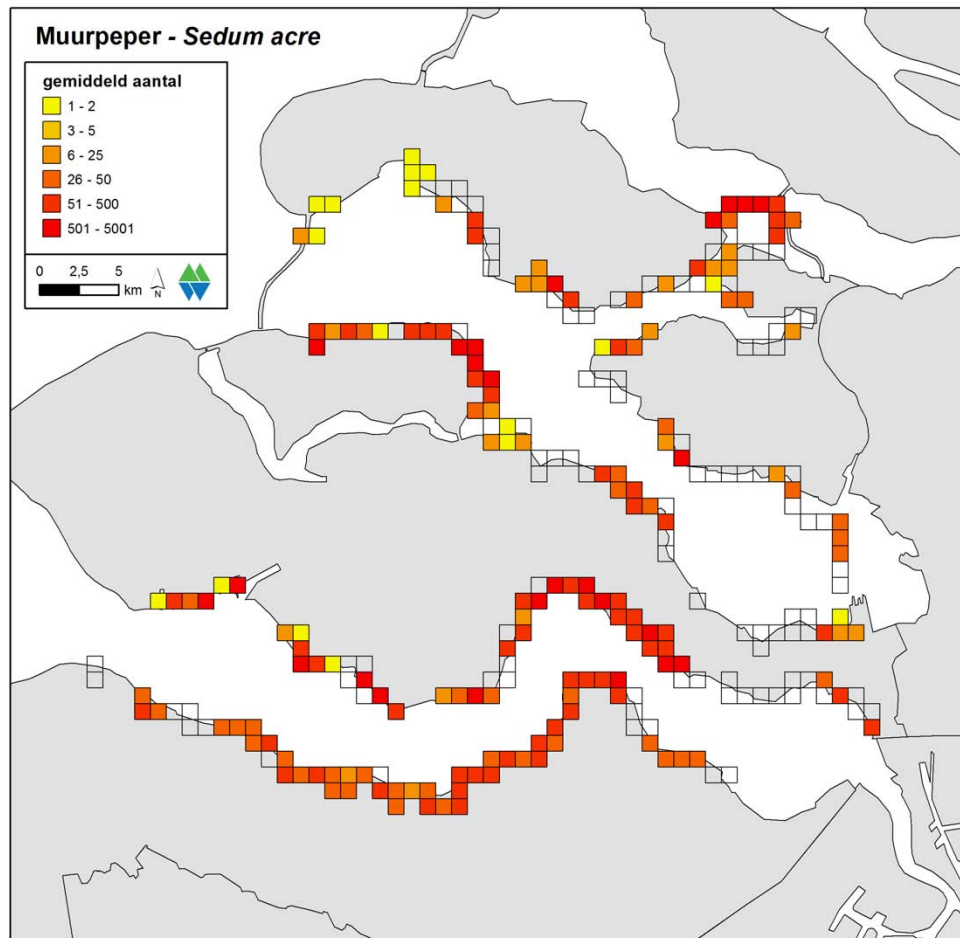 Muurpeper - Sedum acre
gemiddeld aantal
1 - 2
3 - 5
6 - 25
26 - 50
51 - 500
501 - 5001
0 2,5 5
km
N